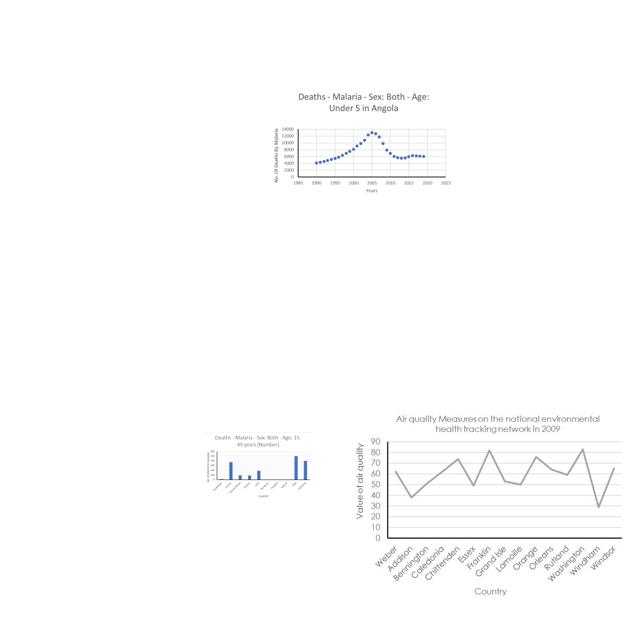 Deaths - Malaria - Sex: Both - Age:
Under 5 in Angola
No. Of Deaths By Malaria
14000
12000
10000
8000
6000
4000
2000
0
1985 1990 1995 2000 2005 2010 2015 2020 2025
Years
Deaths - Malaria - Sex: Both - Age: 15-
49 years (Number)
Air quality Measures on the national environmental
health tracking network in 2009
Value of air quality
90
80
70
60
50
40
30
20
10
0
Weber Addison Bennington Caledonia Chittenden Essex Franklin Grand Isle Lamoille Orange Orleans Rutland Washington Windham Windsor
Country